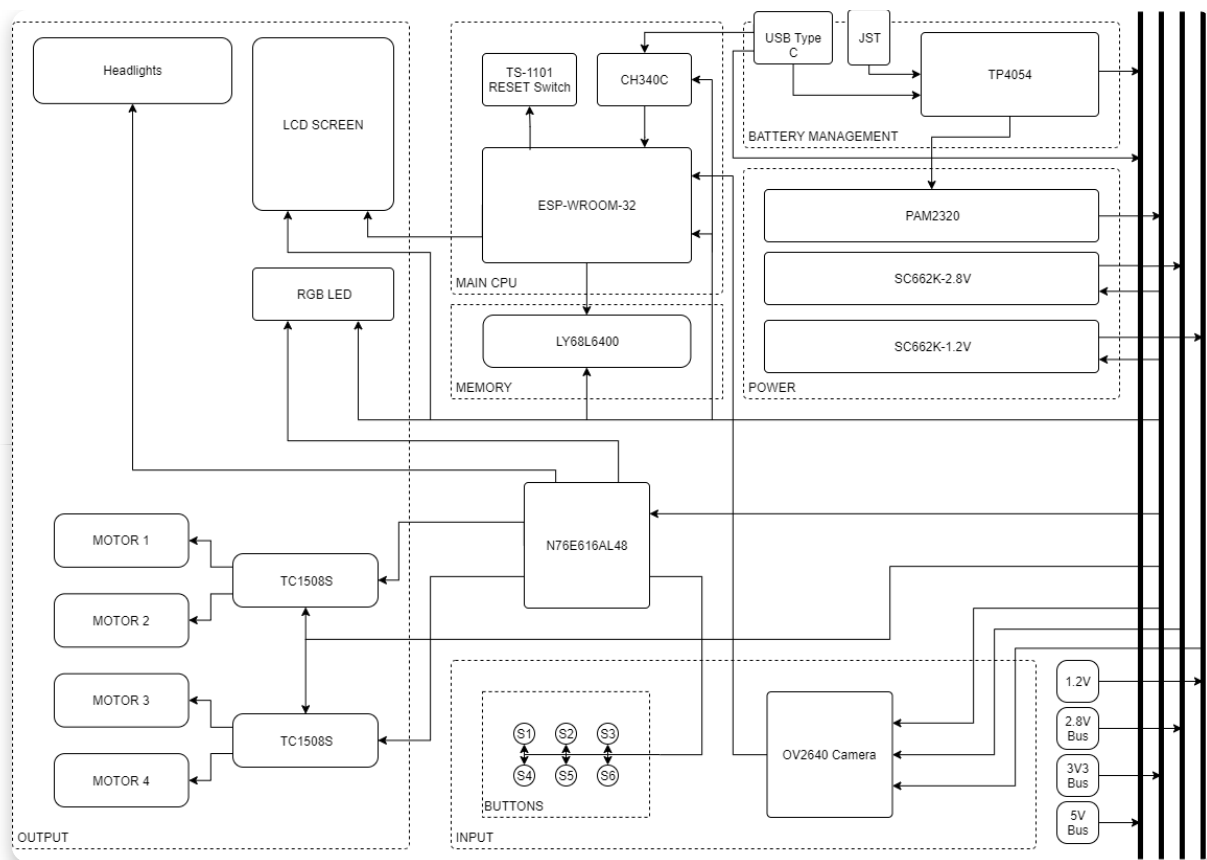 Headlights
LCD SCREEN
RGB LED
MOTOR 1
MOTOR 2
TC1508S
MOTOR 3
MOTOR 4
TC1508S
OUTPUT
TS-1101
RESET Switch
CH340C
ESP-WROOM-32
MAIN CPU
LY68L6400
MEMORY
USB Type
C
JST
TP4054
BATTERY MANAGEMENT
PAM2320
SC662K-2.8V
SC662K-1.2V
POWER
N76E616AL48
S1
S2
S3
S4
S5
S6
BUTTONS
OV2640 Camera
INPUT
1.2V
2.8V
Bus
3V3
Bus
5V
Bus